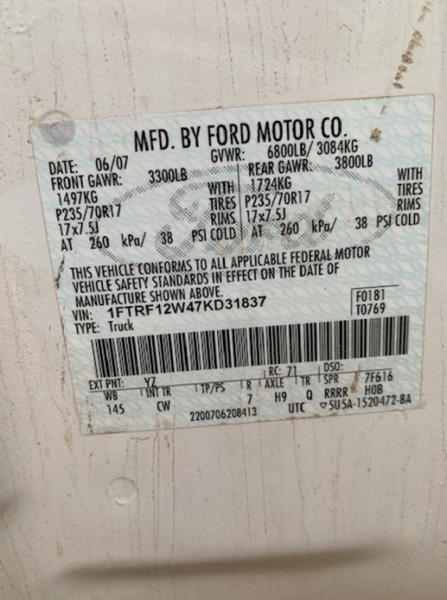 MFD. BY FORD MOTOR CO.
DATE: 06/07 GVWR: 6800LB/ 3084KG
FRONT GAWR: 3300LB REAR GAWR: 3800LB
1497KG WITH 1724KG WITH
P235/70R17 TIRES P235/70R17 TIRES
17x7.5J RIMS 17x7.5J RIMS
AT 260 kPa/ 38 PSI COLD AT 260 kPa/ 38 PSI COLD
THIS VEHICLE CONFORMS TO ALL APPLICABLE FEDERAL MOTOR
VEHICLE SAFETY STANDARDS IN EFFECT ON THE DATE OF
MANUFACTURE SHOWN ABOVE.
VIN: 1FTRF12W47KD31837 F0181
TYPE: Truck T0769
EXT PNT: YZ RC: 71 DSO:
WB INT TR TP/PS R AXLE TR SPR 7F616
145 CW 7 H9 Q RRRR H0B
2200706208413 UTC ▽5U5A-1520472-BA
Ford